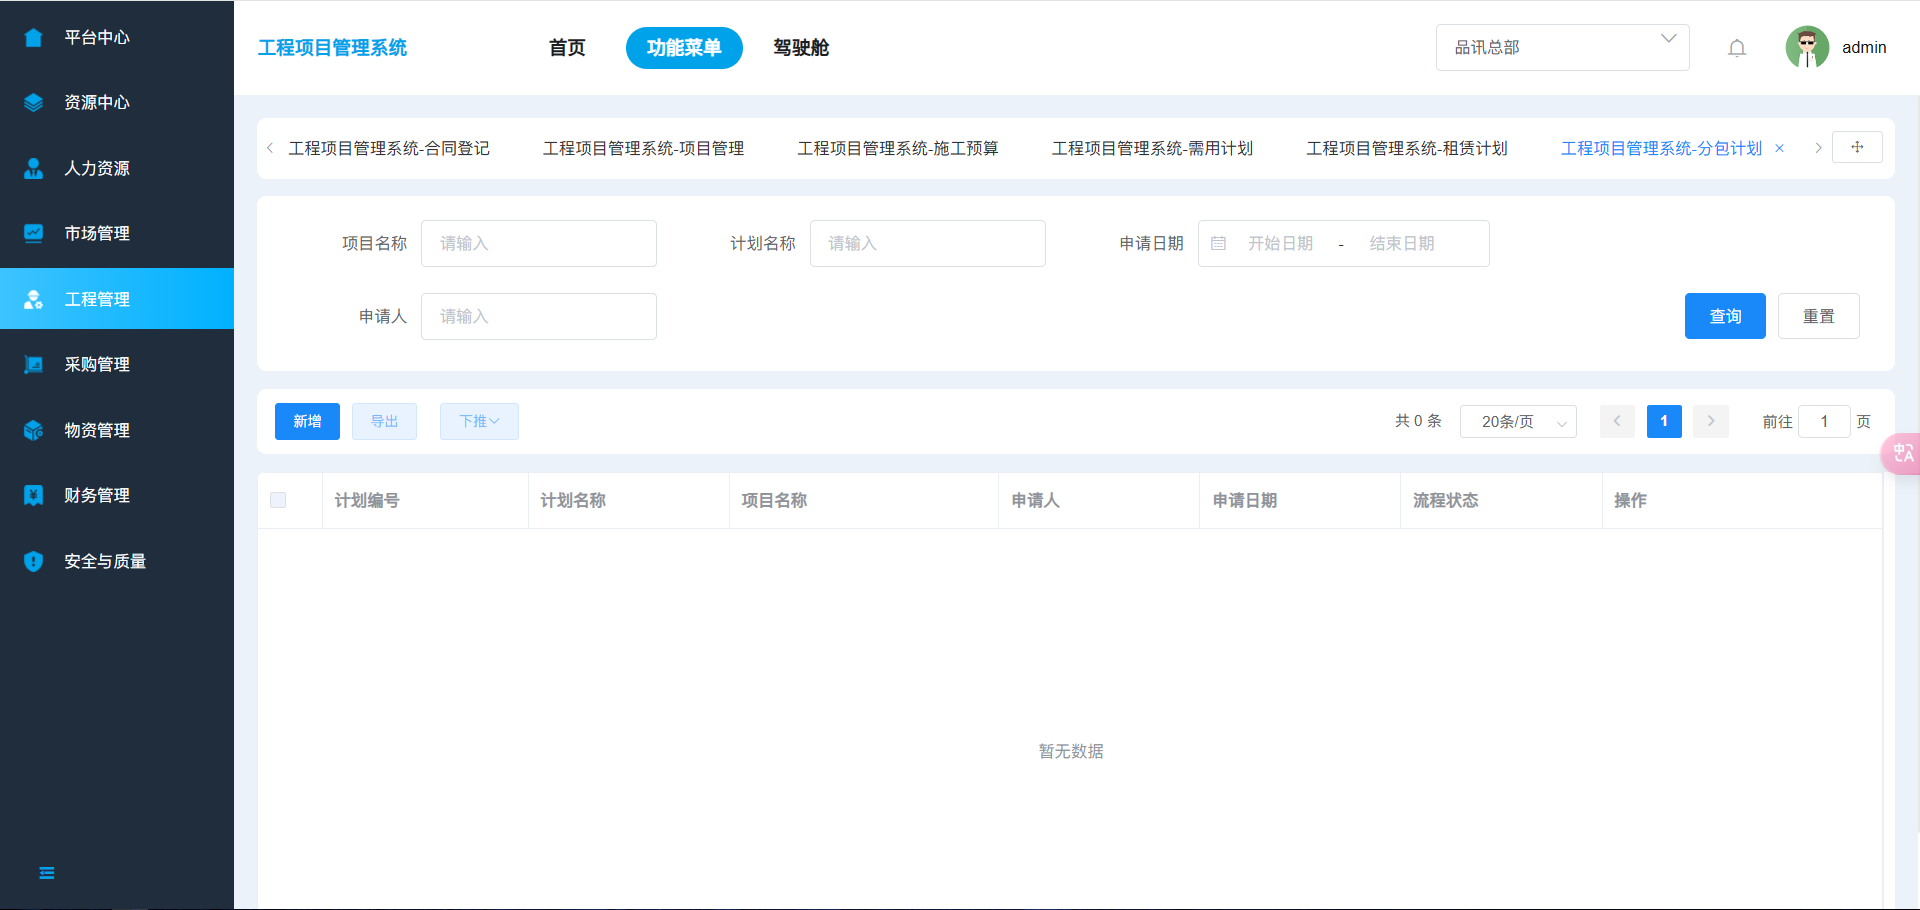 平台中心
资源中心
人力资源
市场管理
工程管理
采购管理
物资管理
财务管理
安全与质量
工程项目管理系统
首页
功能菜单
驾驶舱
品讯总部
admin
工程项目管理系统-合同登记
工程项目管理系统-项目管理
工程项目管理系统-施工预算
工程项目管理系统-需用计划
工程项目管理系统-租赁计划
工程项目管理系统-分包计划
项目名称 请输入
计划名称 请输入
申请日期 开始日期 - 结束日期
申请人 请输入
查询
重置
新增
导出
下推
共 0 条
20条/页
1
前往 1 页
计划编号
计划名称
项目名称
申请人
申请日期
流程状态
操作
暂无数据
中A